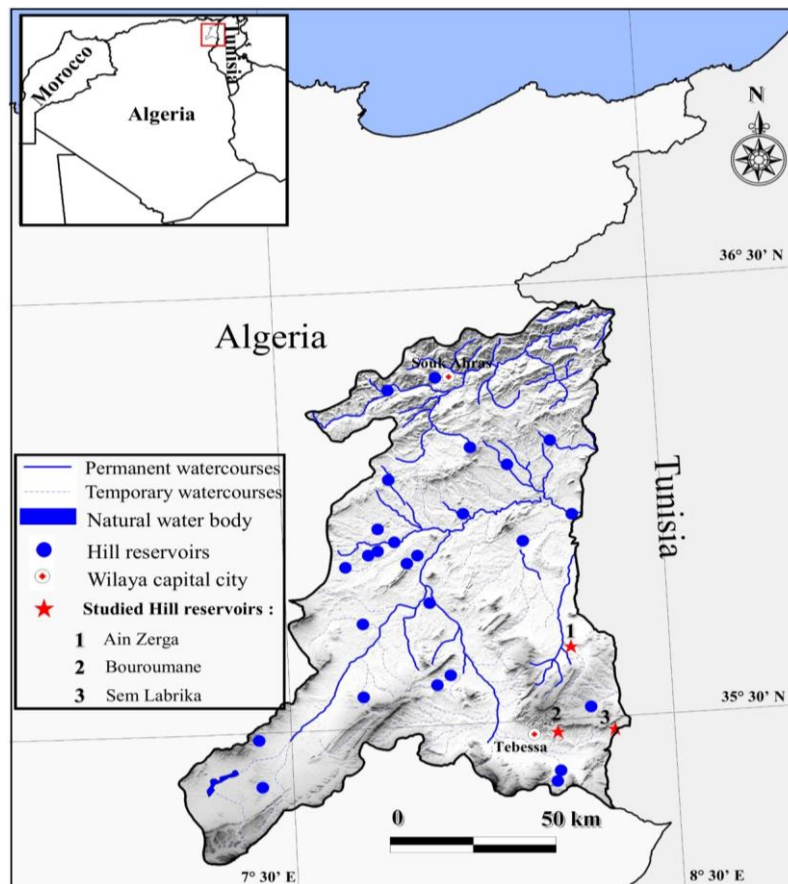 Morocco
Algeria
Tunisia
N
36° 30’ N
Algeria
Souk Ahras
Tunisia
Permanent watercourses
Temporary watercourses
Natural water body
Hill reservoirs
Wilaya capital city
Studied Hill reservoirs :
1 Ain Zerga
2 Bouroumane
3 Sem Labrika
1
35° 30’ N
2
3
Tebessa
0 50 km
7° 30’ E
8° 30’ E